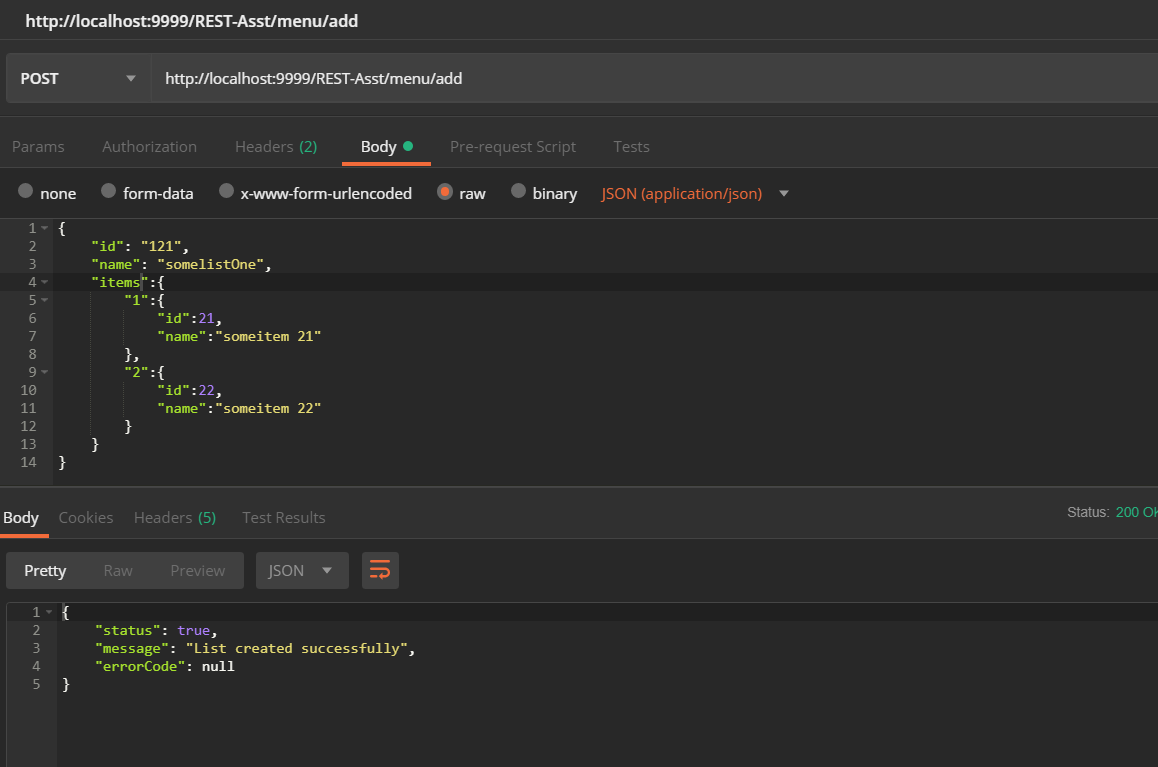 http://localhost:9999/REST-Asst/menu/add
POST http://localhost:9999/REST-Asst/menu/add
Params Authorization Headers (2) Body Pre-request Script Tests
none form-data x-www-form-urlencoded raw binary JSON (application/json)
1 {
2 "id": "121",
3 "name": "somelistOne",
4 "items":{
5 "1":{
6 "id":21,
7 "name":"someitem 21"
8 },
9 "2":{
10 "id":22,
11 "name":"someitem 22"
12 }
13 }
14 }
Body Cookies Headers (5) Test Results Status: 200 OK
Pretty Raw Preview JSON
1 {
2 "status": true,
3 "message": "List created successfully",
4 "errorCode": null
5 }